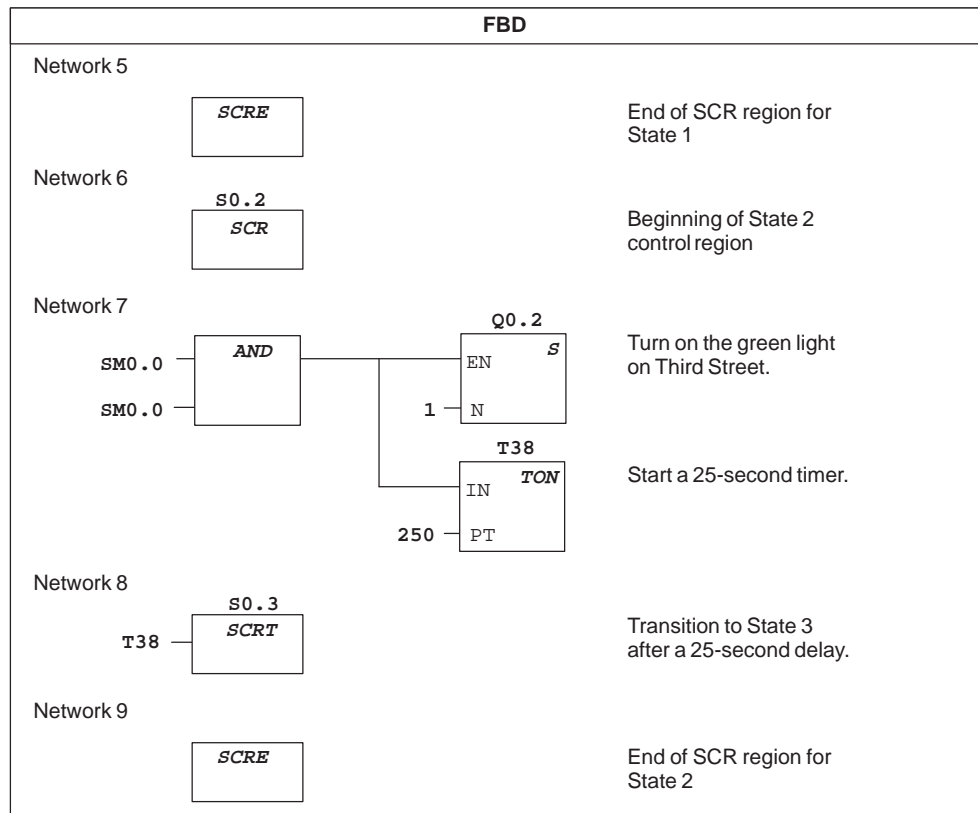 FBD
Network 5
SCRE
End of SCR region for
State 1
Network 6
S0.2
SCR
Beginning of State 2
control region
Network 7
Q0.2
SM0.0
AND
EN
S
Turn on the green light
on Third Street.
SM0.0
1
N
T38
IN
TON
Start a 25-second timer.
250
PT
Network 8
S0.3
T38
SCRT
Transition to State 3
after a 25-second delay.
Network 9
SCRE
End of SCR region for
State 2